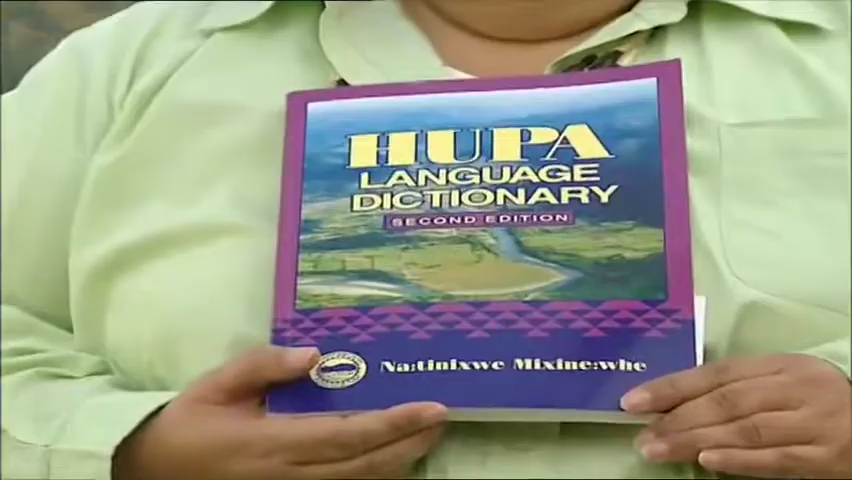 HUPA
LANGUAGE
DICTIONARY
SECOND EDITION
Na:tinixwe Mixine:whe